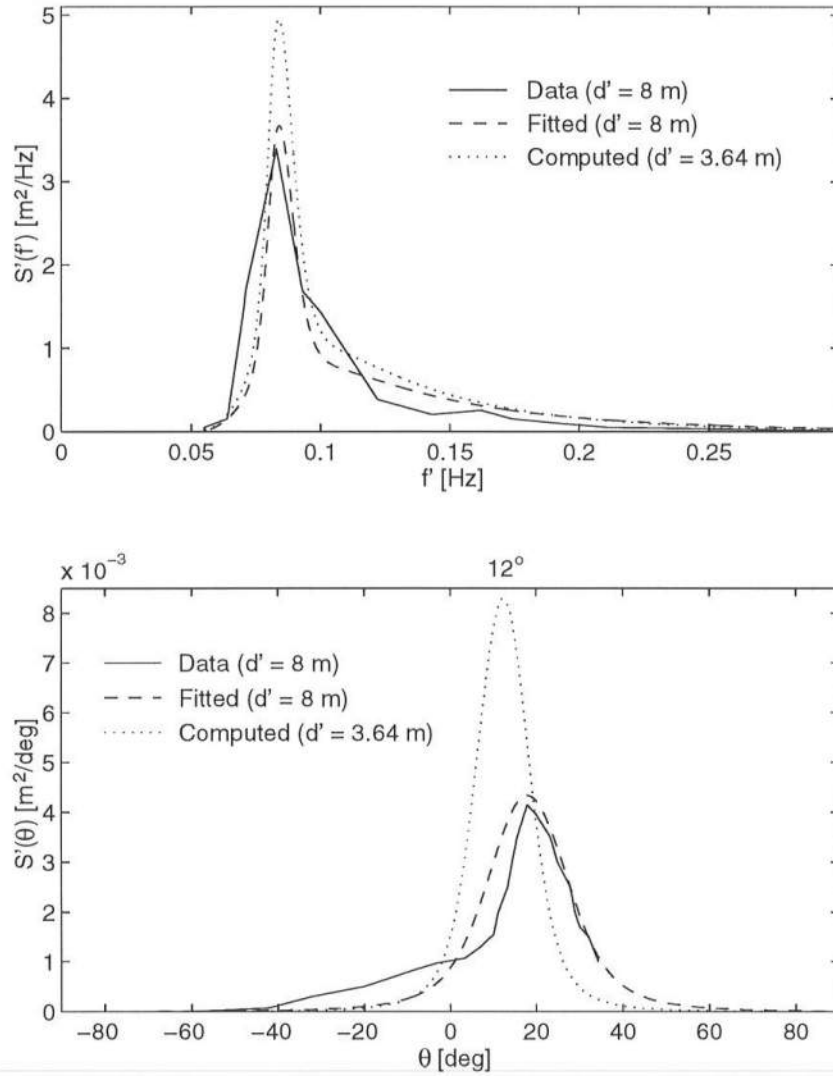 5
4
3
2
1
0
S'(f') [m²/Hz]
Data (d' = 8 m)
Fitted (d' = 8 m)
Computed (d' = 3.64 m)
0 0.05 0.1 0.15 0.2 0.25
f' [Hz]
x 10⁻³
12°
8
7
6
5
4
3
2
1
0
S'(θ) [m²/deg]
Data (d' = 8 m)
Fitted (d' = 8 m)
Computed (d' = 3.64 m)
−80 −60 −40 −20 0 20 40 60 80
θ [deg]